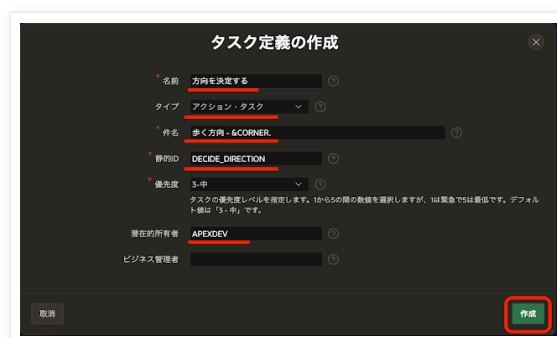 タスク定義の作成
* 名前 方向を決定する
タイプ アクション・タスク
* 件名 歩く方向 - &CORNER.
* 静的ID DECIDE_DIRECTION
* 優先度 3-中
タスクの優先度レベルを指定します。1から5の間の数値を選択しますが、1は緊急で5は最低です。デフォル
ト値は「3 - 中」です。
潜在的所有者 APEXDEV
ビジネス管理者
取消 作成